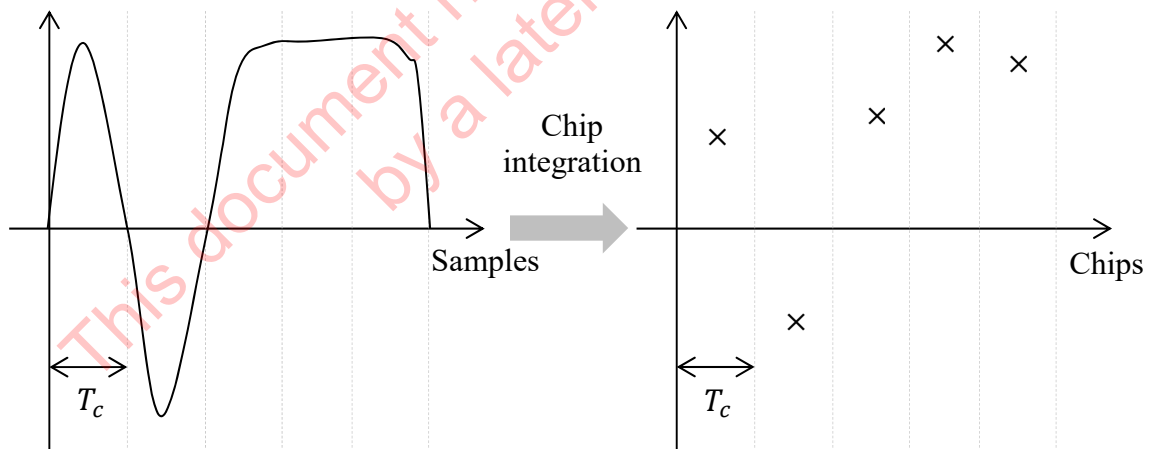 This document
by a later
Chip
integration
Samples
Chips
T_c
T_c